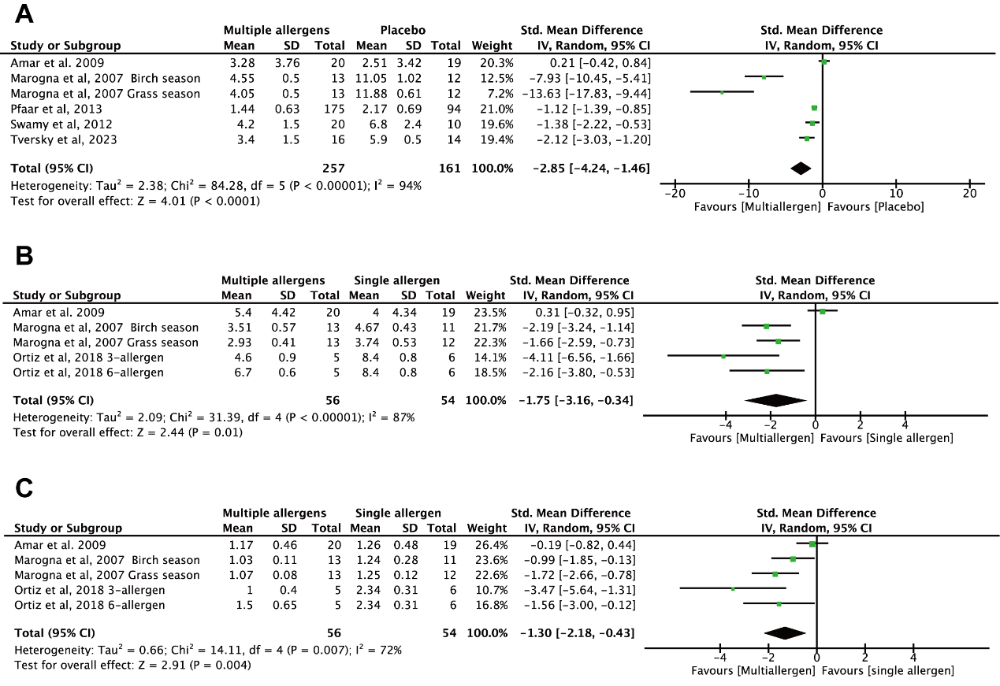 A
Multiple allergens Placebo Std. Mean Difference Std. Mean Difference
Study or Subgroup Mean SD Total Mean SD Total Weight IV, Random, 95% CI IV, Random, 95% CI
Amar et al. 2009 3.28 3.76 20 2.51 3.42 19 20.3% 0.21 [-0.42, 0.84]
Marogna et al, 2007 Birch season 4.55 0.5 13 11.05 1.02 12 12.5% -7.93 [-10.45, -5.41]
Marogna et al, 2007 Grass season 4.05 0.5 13 11.88 0.61 12 7.2% -13.63 [-17.83, -9.44]
Pfaar et al, 2013 1.44 0.63 175 2.17 0.69 94 21.0% -1.12 [-1.39, -0.85]
Swamy et al, 2012 4.2 1.5 20 6.8 2.4 10 19.6% -1.38 [-2.22, -0.53]
Tversky et al, 2023 3.4 1.5 16 5.9 0.5 14 19.4% -2.12 [-3.03, -1.20]
Total (95% CI) 257 161 100.0% -2.85 [-4.24, -1.46]
Heterogeneity: Tau² = 2.38; Chi² = 84.28, df = 5 (P < 0.00001); I² = 94%
Test for overall effect: Z = 4.01 (P < 0.0001)
-20 -10 0 10 20
Favours [Multiallergen] Favours [Placebo]
B
Multiple allergens Single allergen Std. Mean Difference Std. Mean Difference
Study or Subgroup Mean SD Total Mean SD Total Weight IV, Random, 95% CI IV, Random, 95% CI
Amar et al. 2009 5.4 4.42 20 4 4.34 19 23.5% 0.31 [-0.32, 0.95]
Marogna et al, 2007 Birch season 3.51 0.57 13 4.67 0.43 11 21.7% -2.19 [-3.24, -1.14]
Marogna et al, 2007 Grass season 2.93 0.41 13 3.74 0.53 12 22.3% -1.66 [-2.59, -0.73]
Ortiz et al, 2018 3-allergen 4.6 0.9 5 8.4 0.8 6 14.1% -4.11 [-6.56, -1.66]
Ortiz et al, 2018 6-allergen 6.7 0.6 5 8.4 0.8 6 18.5% -2.16 [-3.80, -0.53]
Total (95% CI) 56 54 100.0% -1.75 [-3.16, -0.34]
Heterogeneity: Tau² = 2.09; Chi² = 31.39, df = 4 (P < 0.00001); I² = 87%
Test for overall effect: Z = 2.44 (P = 0.01)
-4 -2 0 2 4
Favours [Multiallergen] Favours [Single allergen]
C
Multiple allergens Single allergen Std. Mean Difference Std. Mean Difference
Study or Subgroup Mean SD Total Mean SD Total Weight IV, Random, 95% CI IV, Random, 95% CI
Amar et al. 2009 1.17 0.46 20 1.26 0.48 19 26.4% -0.19 [-0.82, 0.44]
Marogna et al, 2007 Birch season 1.03 0.11 13 1.24 0.28 11 23.6% -0.99 [-1.85, -0.13]
Marogna et al, 2007 Grass season 1.07 0.08 13 1.25 0.12 12 22.6% -1.72 [-2.66, -0.78]
Ortiz et al, 2018 3-allergen 1 0.4 5 2.34 0.31 6 10.7% -3.47 [-5.64, -1.31]
Ortiz et al, 2018 6-allergen 1.5 0.65 5 2.34 0.31 6 16.8% -1.56 [-3.00, -0.12]
Total (95% CI) 56 54 100.0% -1.30 [-2.18, -0.43]
Heterogeneity: Tau² = 0.66; Chi² = 14.11, df = 4 (P = 0.007); I² = 72%
Test for overall effect: Z = 2.91 (P = 0.004)
-4 -2 0 2 4
Favours [Multiallergen] Favours [single allergen]